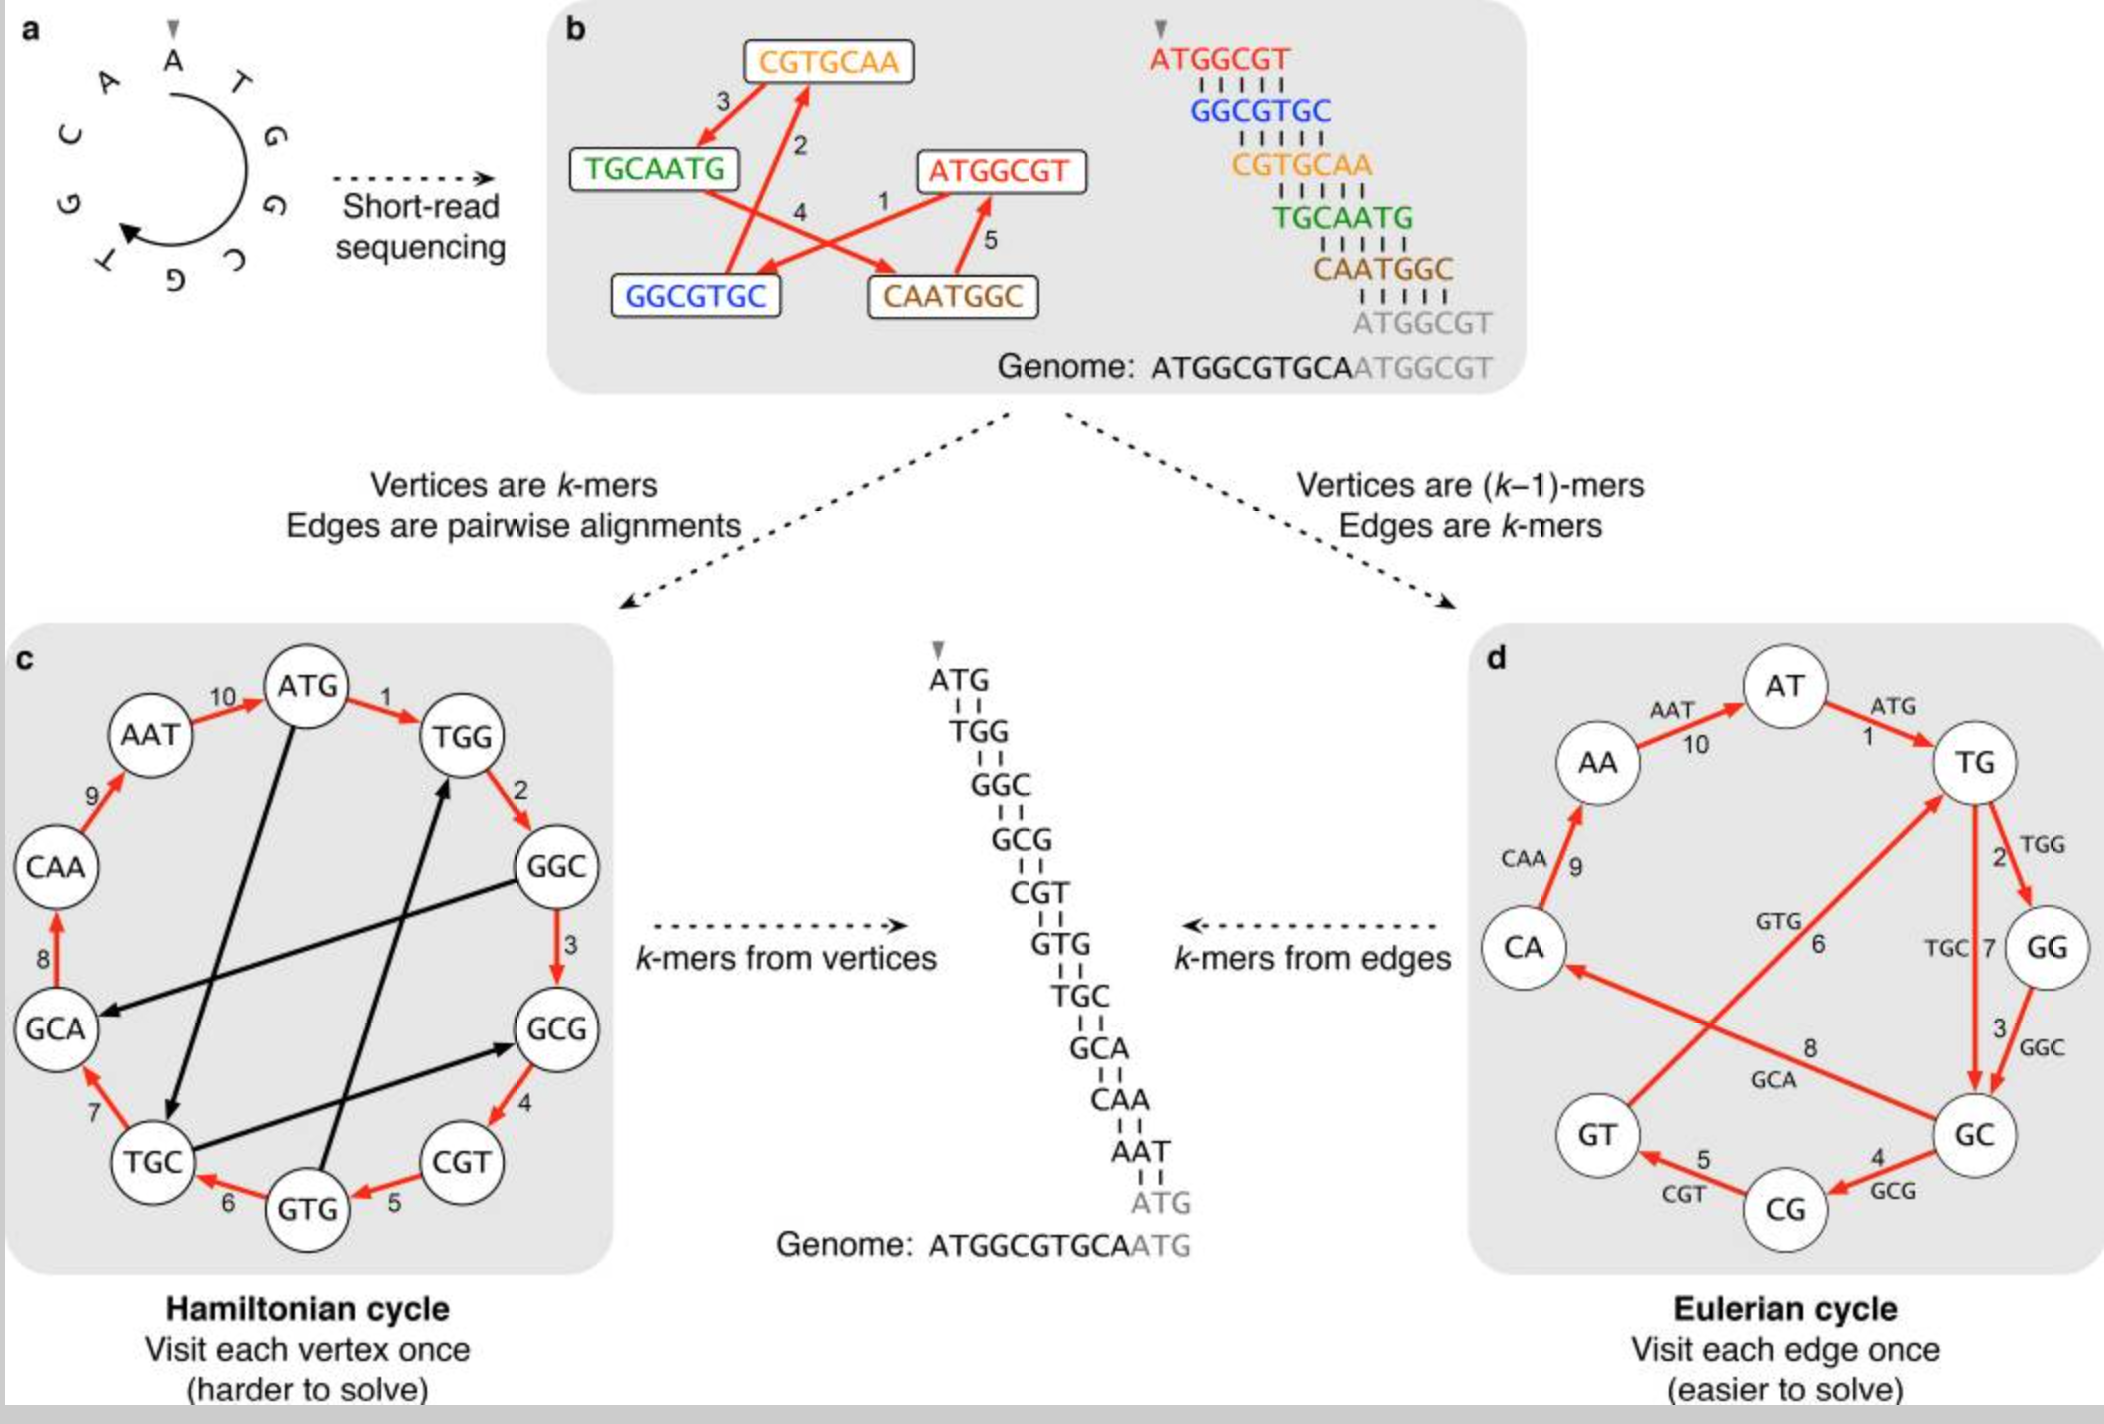 a
A
T
G
G
C
G
T
G
C
A
Short-read
sequencing
b
CGTGCAA
3
2
TGCAATG
ATGGCGT
4
1
5
GGCGTGC
CAATGGC
ATGGCGT
GGCGTGC
CGTGCAA
TGCAATG
CAATGGC
ATGGCGT
Genome: ATGGCGTGCAATGGCGT
Vertices are k-mers
Edges are pairwise alignments
Vertices are (k–1)-mers
Edges are k-mers
c
ATG
1
TGG
2
GGC
3
GCG
4
CGT
5
GTG
6
TGC
7
GCA
8
CAA
9
AAT
10
Hamiltonian cycle
Visit each vertex once
(harder to solve)
k-mers from vertices
ATG
TGG
GGC
GCG
CGT
GTG
TGC
GCA
CAA
AAT
ATG
Genome: ATGGCGTGCAATG
k-mers from edges
d
AT
ATG
1
TG
TGG
2
GG
3
GGC
GC
4
GCG
CG
5
CGT
GT
GTG
6
TGC 7
8
GCA
CA
CAA
9
AA
AAT
10
Eulerian cycle
Visit each edge once
(easier to solve)